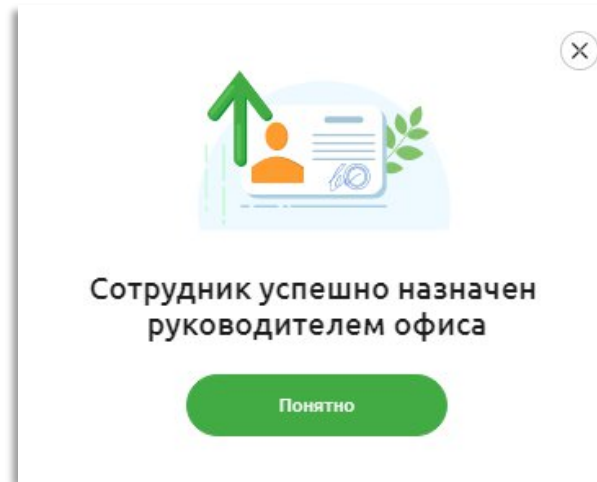 Сотрудник успешно назначен
руководителем офиса
Понятно